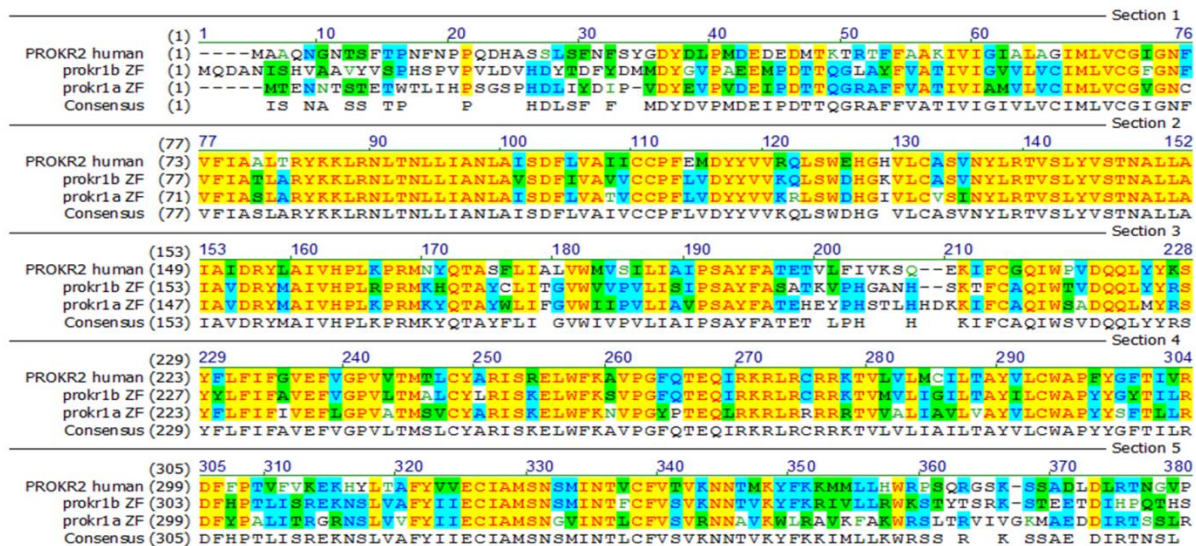 Section 1
(1) 1 10 20 30 40 50 60 76
PROKR2 human (1) ----MAAQNGNTSFTPNFNPPQDHASSLSFNFSYGDYDLPMDEDEDMTKTRTFFAAKIVIGIALAGIMLVCGIGNF
prokr1b ZF (1) MQDANISHVAAVYVSPHSPVPVLDVHDYTDFYDMMDYGVPAEEMPDTTQGLAYFVATIVIGVVLVCIMLVCGFGNF
prokr1a ZF (1) -----MTENNTSTETWTLIHPSGSPHDLIYDIP-VDYEVPVDEIPDTTQGRAFFVATIVIAMVLVCIMLVCGVGNC
Consensus (1) IS NA SS TP P HDLSF F MDYDVPMDEIPDTTQGRAFFVATIVIGIVLVCIMLVCGIGNF
Section 2
(77) 77 90 100 110 120 130 140 152
PROKR2 human (73) VFIAALTRYKKLRNLTNLLIANLAISDFLVAIICCPFEMDYYVVRQLSWEHGHVLCASVNYLRTVSLYVSTNALLA
prokr1b ZF (77) VFIATLARYKKLRNLTNLLIANLAVSDFIVAVVCCPFLVDYYVVKQLSWDHGKVLCASVNYLRTVSLYVSTNALLA
prokr1a ZF (71) VFIASLARYKKLRNLTNLLIANLAISDFLVATVCCPFLVDYYVVKRLSWDHGIVLCVSINYLRTVSLYVSTNALLA
Consensus (77) VFIASLARYKKLRNLTNLLIANLAISDFLVAIVCCPFLVDYYVVKQLSWDHG VLCASVNYLRTVSLYVSTNALLA
Section 3
(153) 153 160 170 180 190 200 210 228
PROKR2 human (149) IAIDRYLAIVHPLKPRMNYQTASFLIALVWMVSILIAIPSAYFATETVLFIVKSQ--EKIFCGQIWPVDQQLYYKS
prokr1b ZF (153) IAVDRYMAIVHPLRPRMKHQTAYCLITGVWVVPVLISIPSAYFASATKVPHGANH--SKTFCAQIWTVDQQLYYRS
prokr1a ZF (147) IAVDRYMAIVHPLKPRMKYQTAYWLIFGVWIIPVLIAVPSAYFATEHEYPHSTLHHDKKIFCAQIWSADQQLMYRS
Consensus (153) IAVDRYMAIVHPLKPRMKYQTAYFLI GVWIVPVLIAIPSAYFATET LPH H KIFCAQIWSVDQQLYYRS
Section 4
(229) 229 240 250 260 270 280 290 304
PROKR2 human (223) YFLFIFGVEFVGPVVTMTLCYARISRELWFKAVPGFQTEQIRKRLRCRRKTVLVLMCILTAYVLCWAPFYGFTIVR
prokr1b ZF (227) YYLFIFAVEFVGPVLTMALCYLRISKELWFKSVPGFQTEQIRKRLRCRRKTVMVLIGILTAYILCWAPYYGYTILR
prokr1a ZF (223) YFLFIFIVEFLGPVATMSVCYARISKELWFKNVPGYPTEQLRKRLRRRRRTVVALIAVLVAYVLCWAPYYSFTLLR
Consensus (229) YFLFIFAVEFVGPVLTMSLCYARISKELWFKAVPGFQTEQIRKRLRCRRKTVLVLIAILTAYVLCWAPYYGFTILR
Section 5
(305) 305 310 320 330 340 350 360 370 380
PROKR2 human (299) DFFPTVFVKEKHYLTAFYVVECIAMSNSMINTVCFVTVKNNTMKYFKKMMLLHWRPSQRGSK-SSADLDLRTNGVP
prokr1b ZF (303) DFHPTLISREKNSLVAFYIIECIAMSNSMINTFCFVSVKNNTVKYFKRIVLLRWKSTYTSRK-STEETDIHPQTHS
prokr1a ZF (299) DFYPALITRGRNSLVVFYIIECIAMSNGVINTLCFVSVRNNAVKWLRAVKFAKWRSLTRVIVGKMAEDDIRTSSLR
Consensus (305) DFHPTLISREKNSLVAFYIIECIAMSNSMINTLCFVSVKNNTVKYFKKIMLLKWRSS R K SSAE DIRTNSL